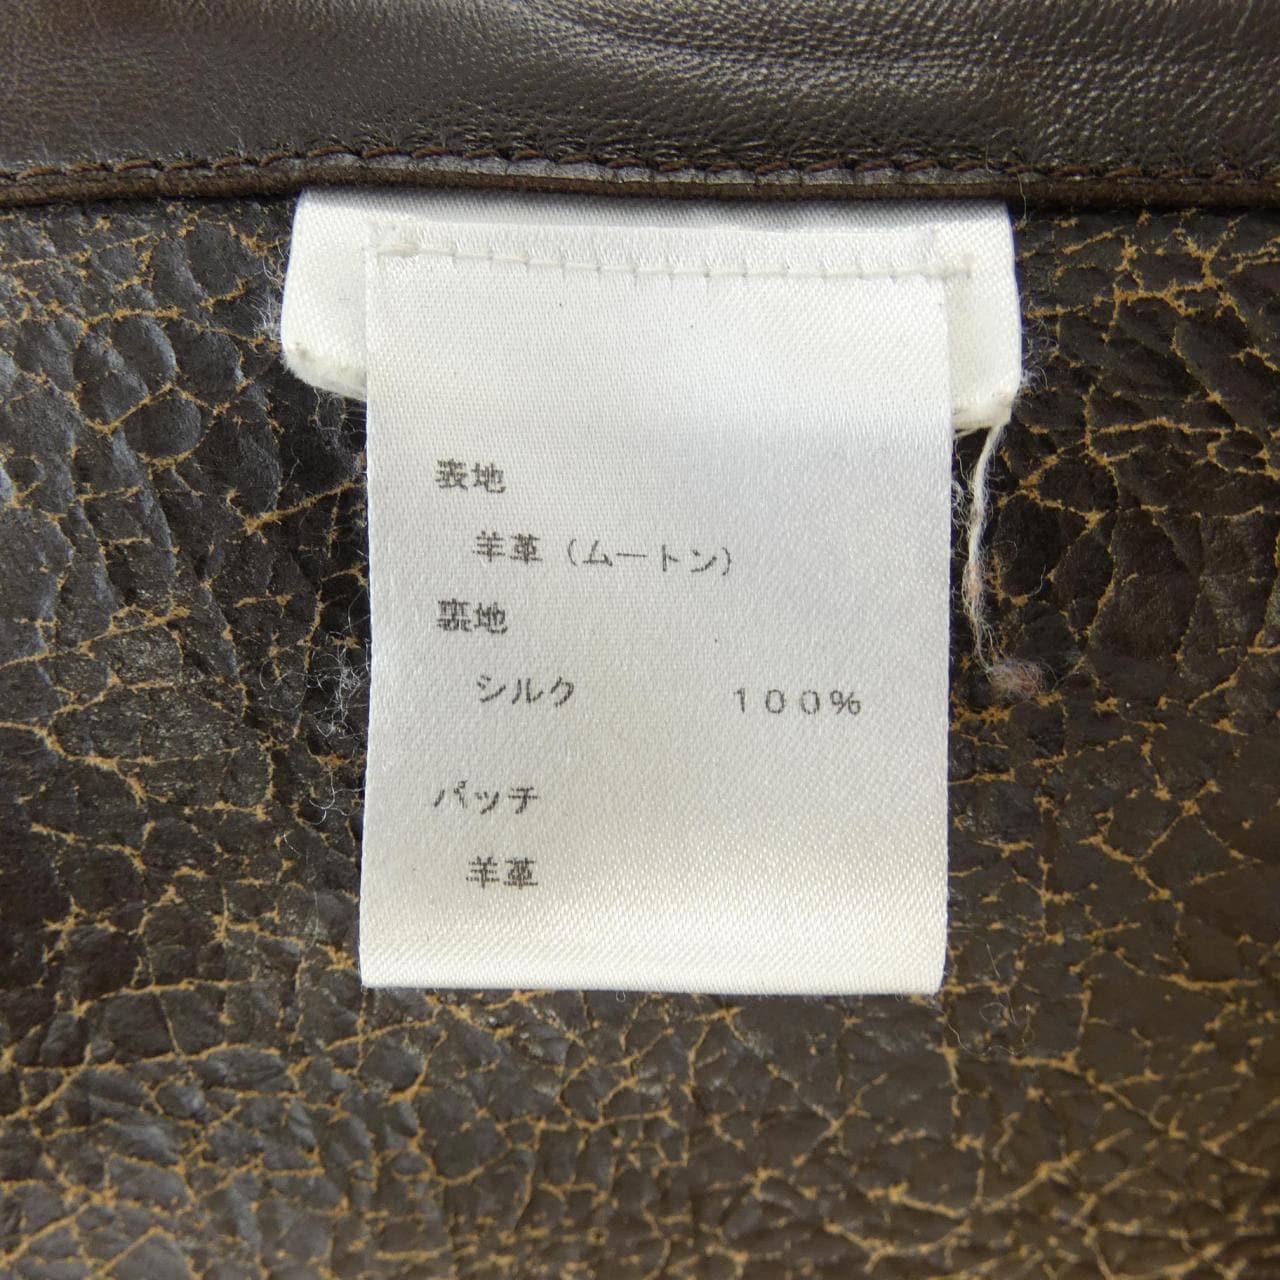 表地
羊革（ムートン）
裏地
シルク 100%
パッチ
羊革